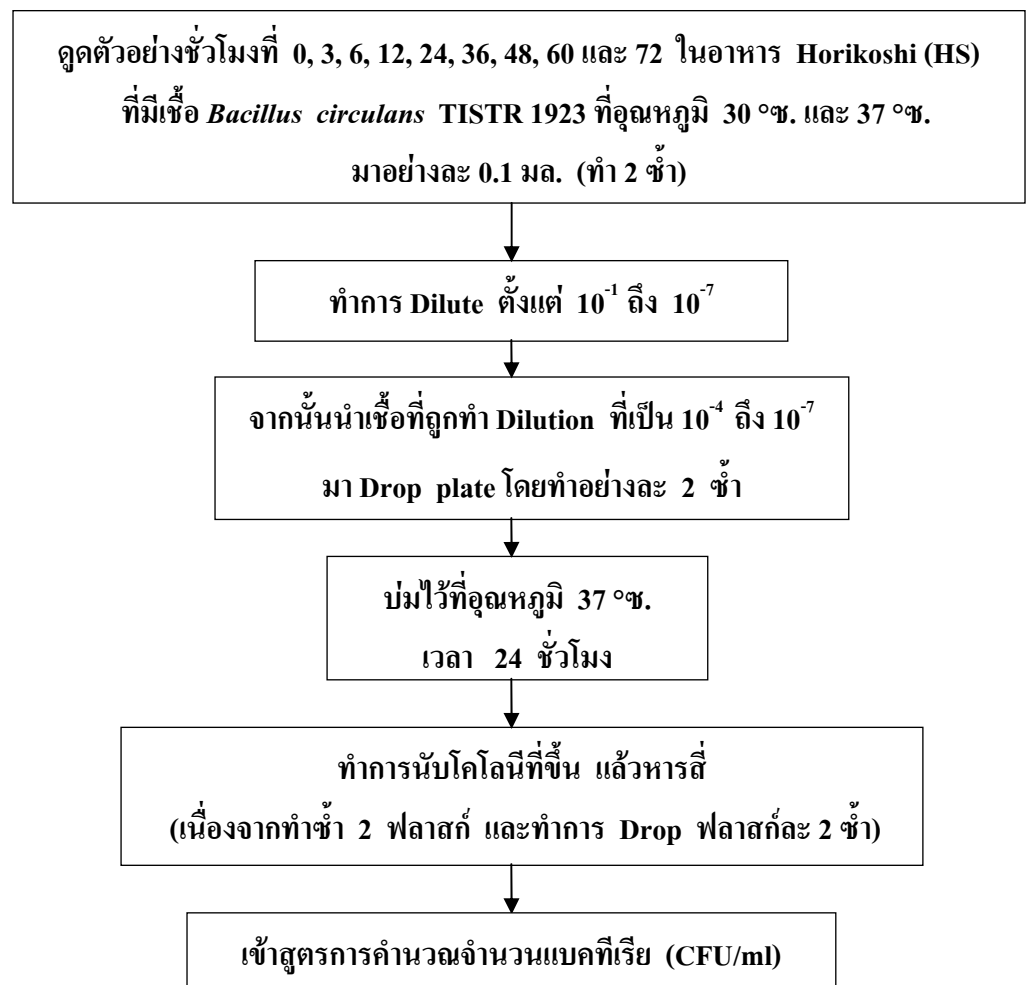 ดูดตัวอย่างชั่วโมงที่ 0, 3, 6, 12, 24, 36, 48, 60 และ 72 ในอาหาร Horikoshi (HS)
ที่มีเชื้อ Bacillus circulans TISTR 1923 ที่อุณหภูมิ 30 °ซ. และ 37 °ซ.
มาอย่างละ 0.1 มล. (ทำ 2 ซ้ำ)
ทำการ Dilute ตั้งแต่ 10⁻¹ ถึง 10⁻⁷
จากนั้นนำเชื้อที่ถูกทำ Dilution ที่เป็น 10⁻⁴ ถึง 10⁻⁷
มา Drop plate โดยทำอย่างละ 2 ซ้ำ
บ่มไว้ที่อุณหภูมิ 37 °ซ.
เวลา 24 ชั่วโมง
ทำการนับโคโลนีที่ขึ้น แล้วหารสี่
(เนื่องจากทำซ้ำ 2 ฟลาสก์ และทำการ Drop ฟลาสก์ละ 2 ซ้ำ)
เข้าสูตรการคำนวณจำนวนแบคทีเรีย (CFU/ml)